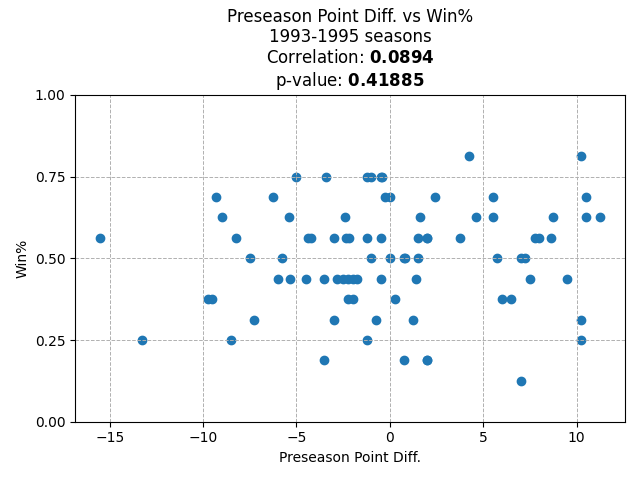 Preseason Point Diff. vs Win%
1993-1995 seasons
Correlation: 0.0894
p-value: 0.41885
1.00
0.75
0.50
0.25
0.00
Win%
−15
−10
−5
0
5
10
Preseason Point Diff.